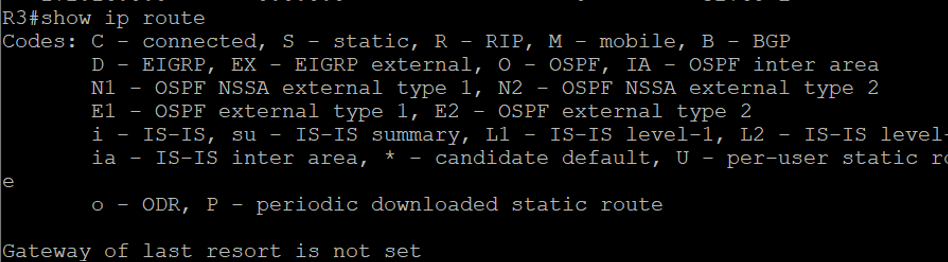 R3#show ip route
Codes: C - connected, S - static, R - RIP, M - mobile, B - BGP
D - EIGRP, EX - EIGRP external, O - OSPF, IA - OSPF inter area
N1 - OSPF NSSA external type 1, N2 - OSPF NSSA external type 2
E1 - OSPF external type 1, E2 - OSPF external type 2
i - IS-IS, su - IS-IS summary, L1 - IS-IS level-1, L2 - IS-IS level-
ia - IS-IS inter area, * - candidate default, U - per-user static ro
e
o - ODR, P - periodic downloaded static route
Gateway of last resort is not set